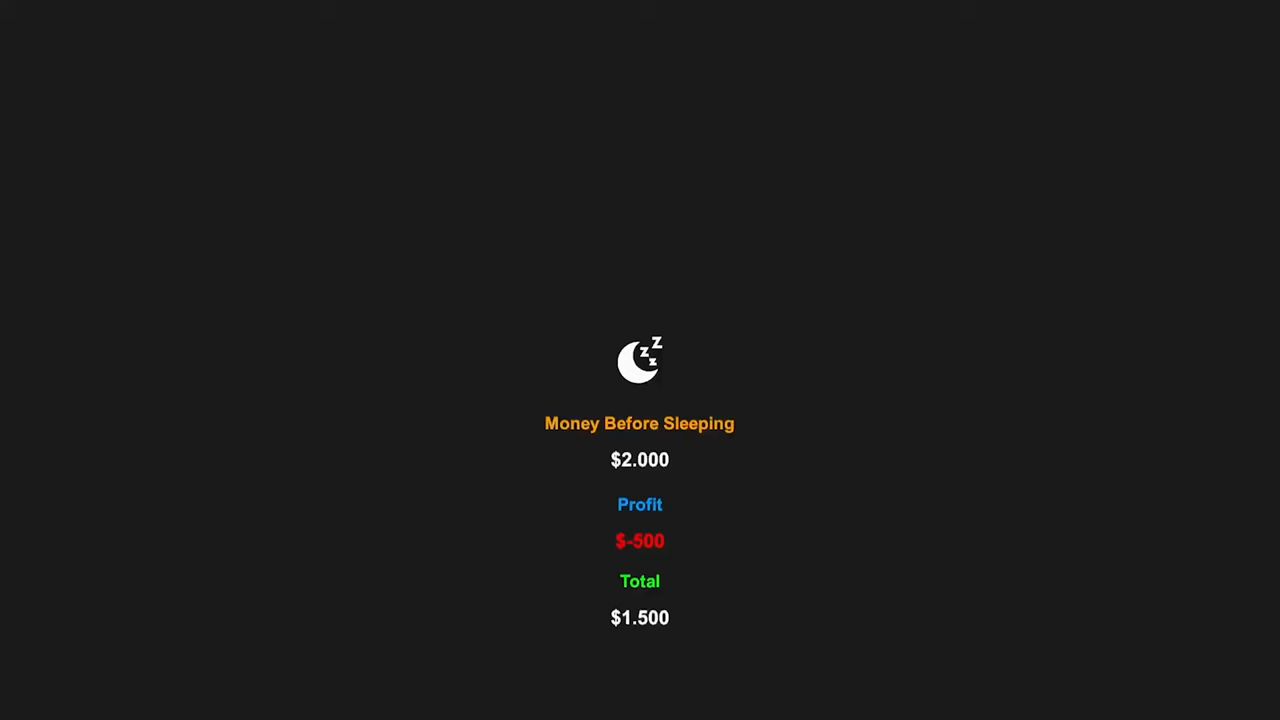 Money Before Sleeping
$2.000
Profit
$-500
Total
$1.500